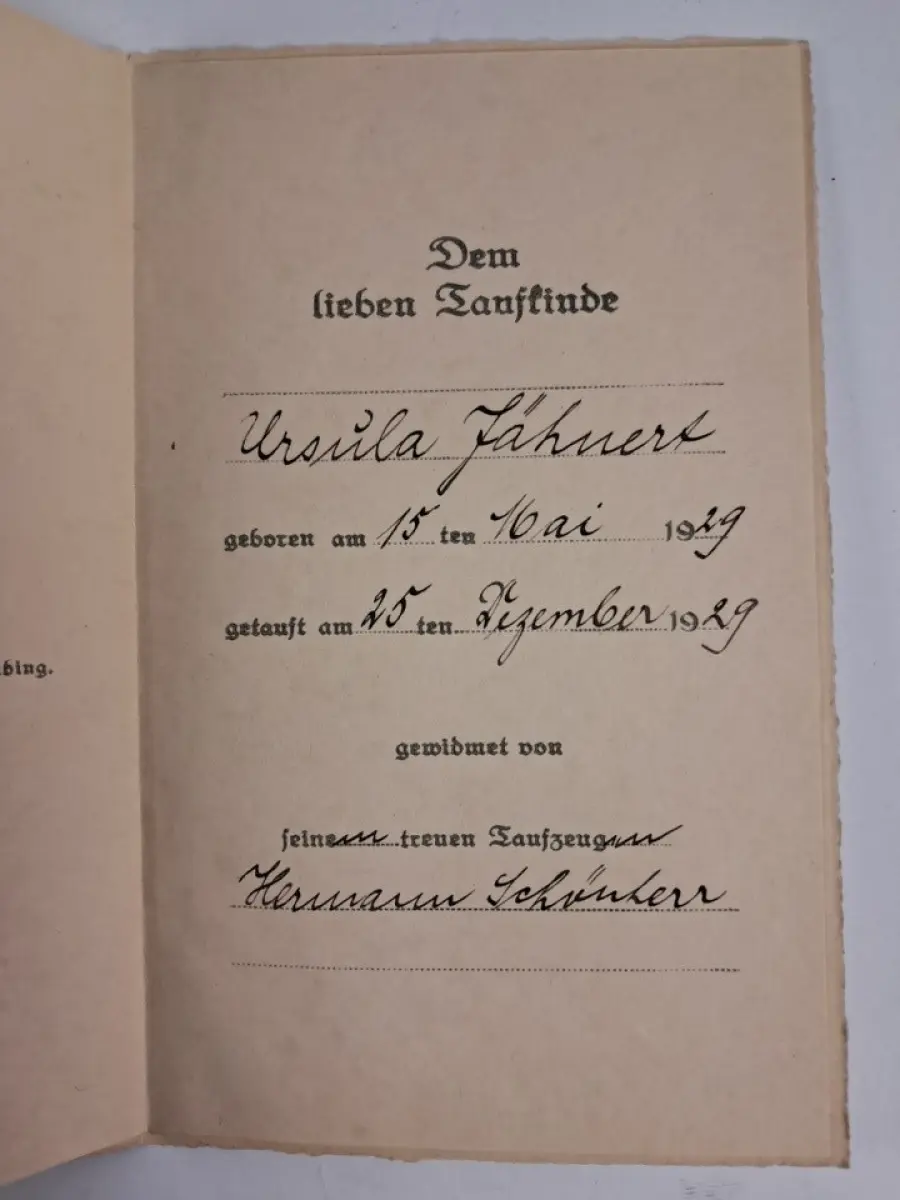 Dem
lieben Taufkinde
Ursula Jähnert
geboren am 15 ten Mai 1929
getauft am 25 ten Dezember 1929
bing.
gewidmet von
seinem treuen Taufzeugen
Hermann Schönherr